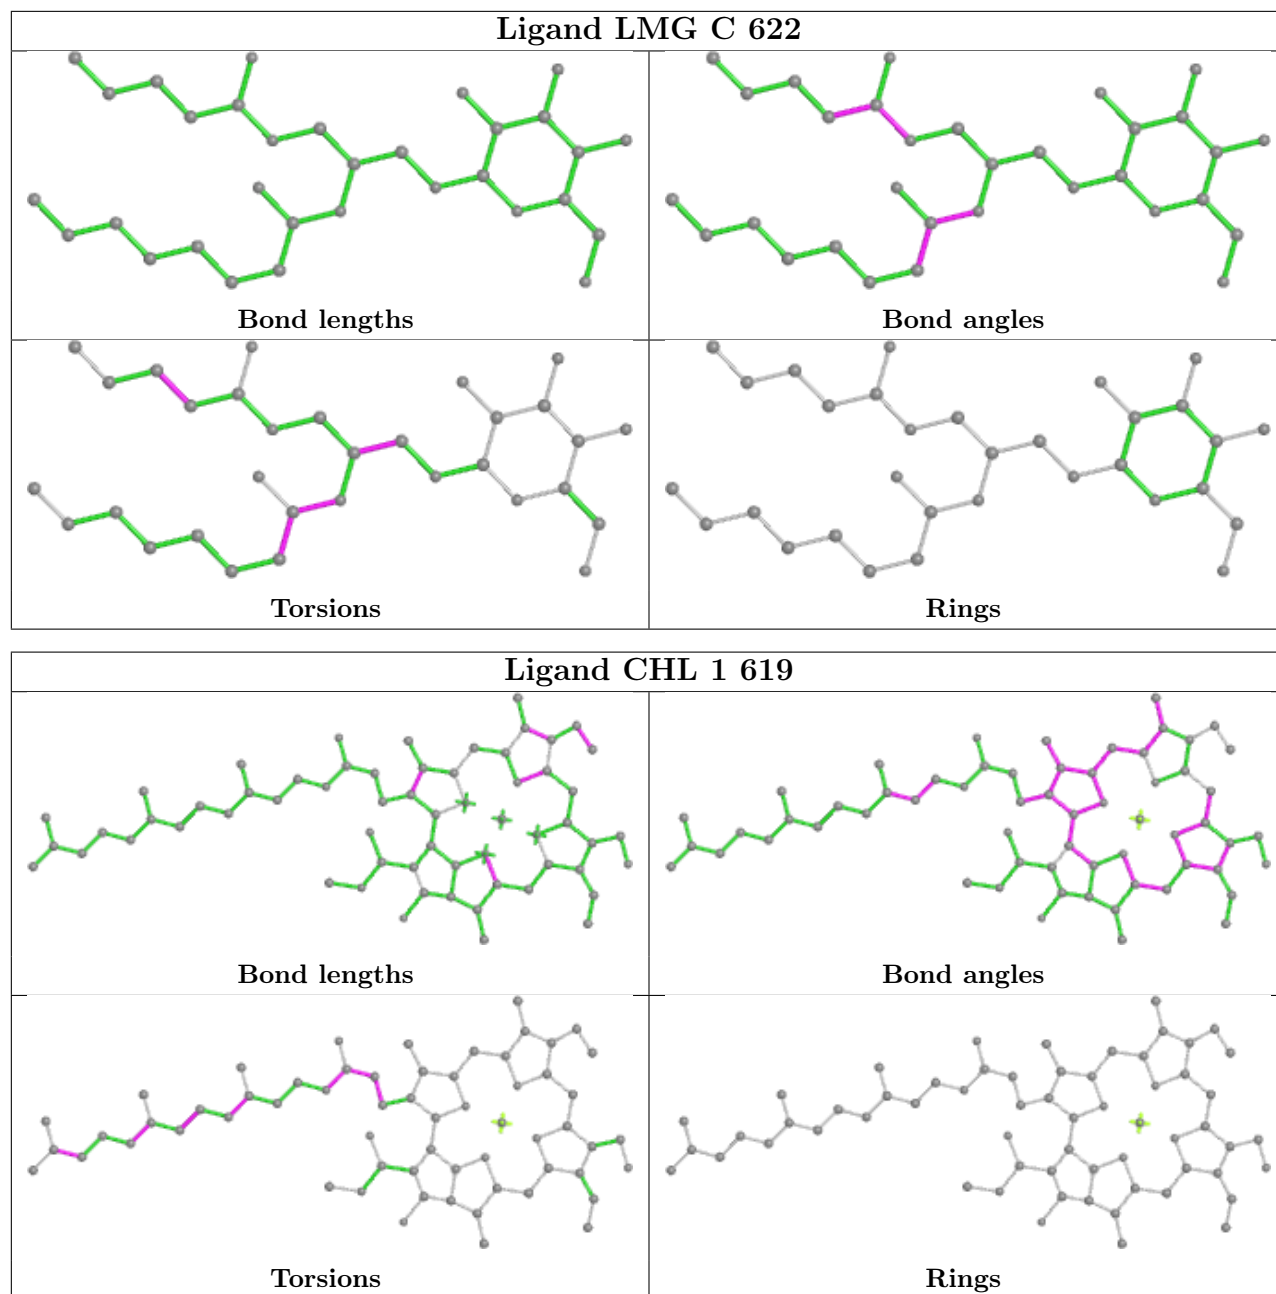 Ligand LMG C 622
Bond lengths
Bond angles
Torsions
Rings
Ligand CHL 1 619
Bond lengths
Bond angles
Torsions
Rings